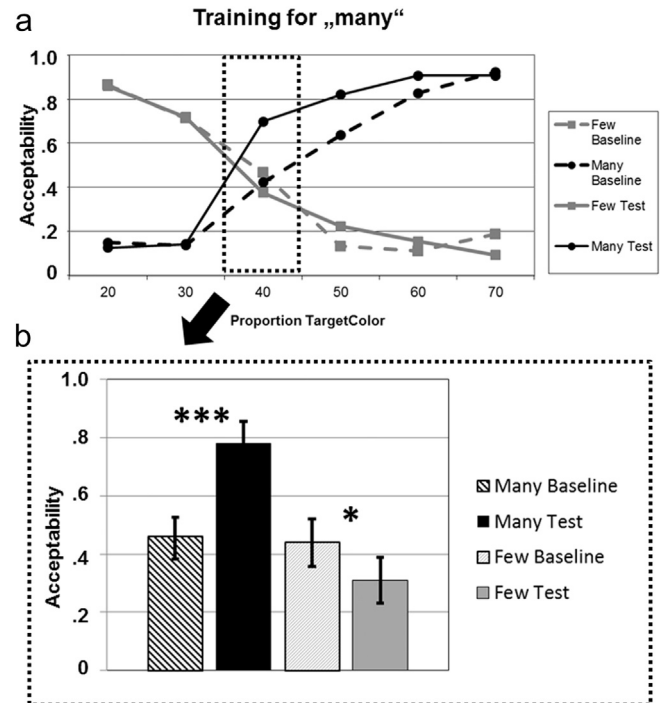 a
Training for „many“
1.0
.8
.6
.4
.2
0
Acceptability
20 30 40 50 60 70
Proportion TargetColor
Few
Baseline
Many
Baseline
Few Test
Many Test
b
1.0
.8
.6
.4
.2
0
Acceptability
***
*
Many Baseline
Many Test
Few Baseline
Few Test